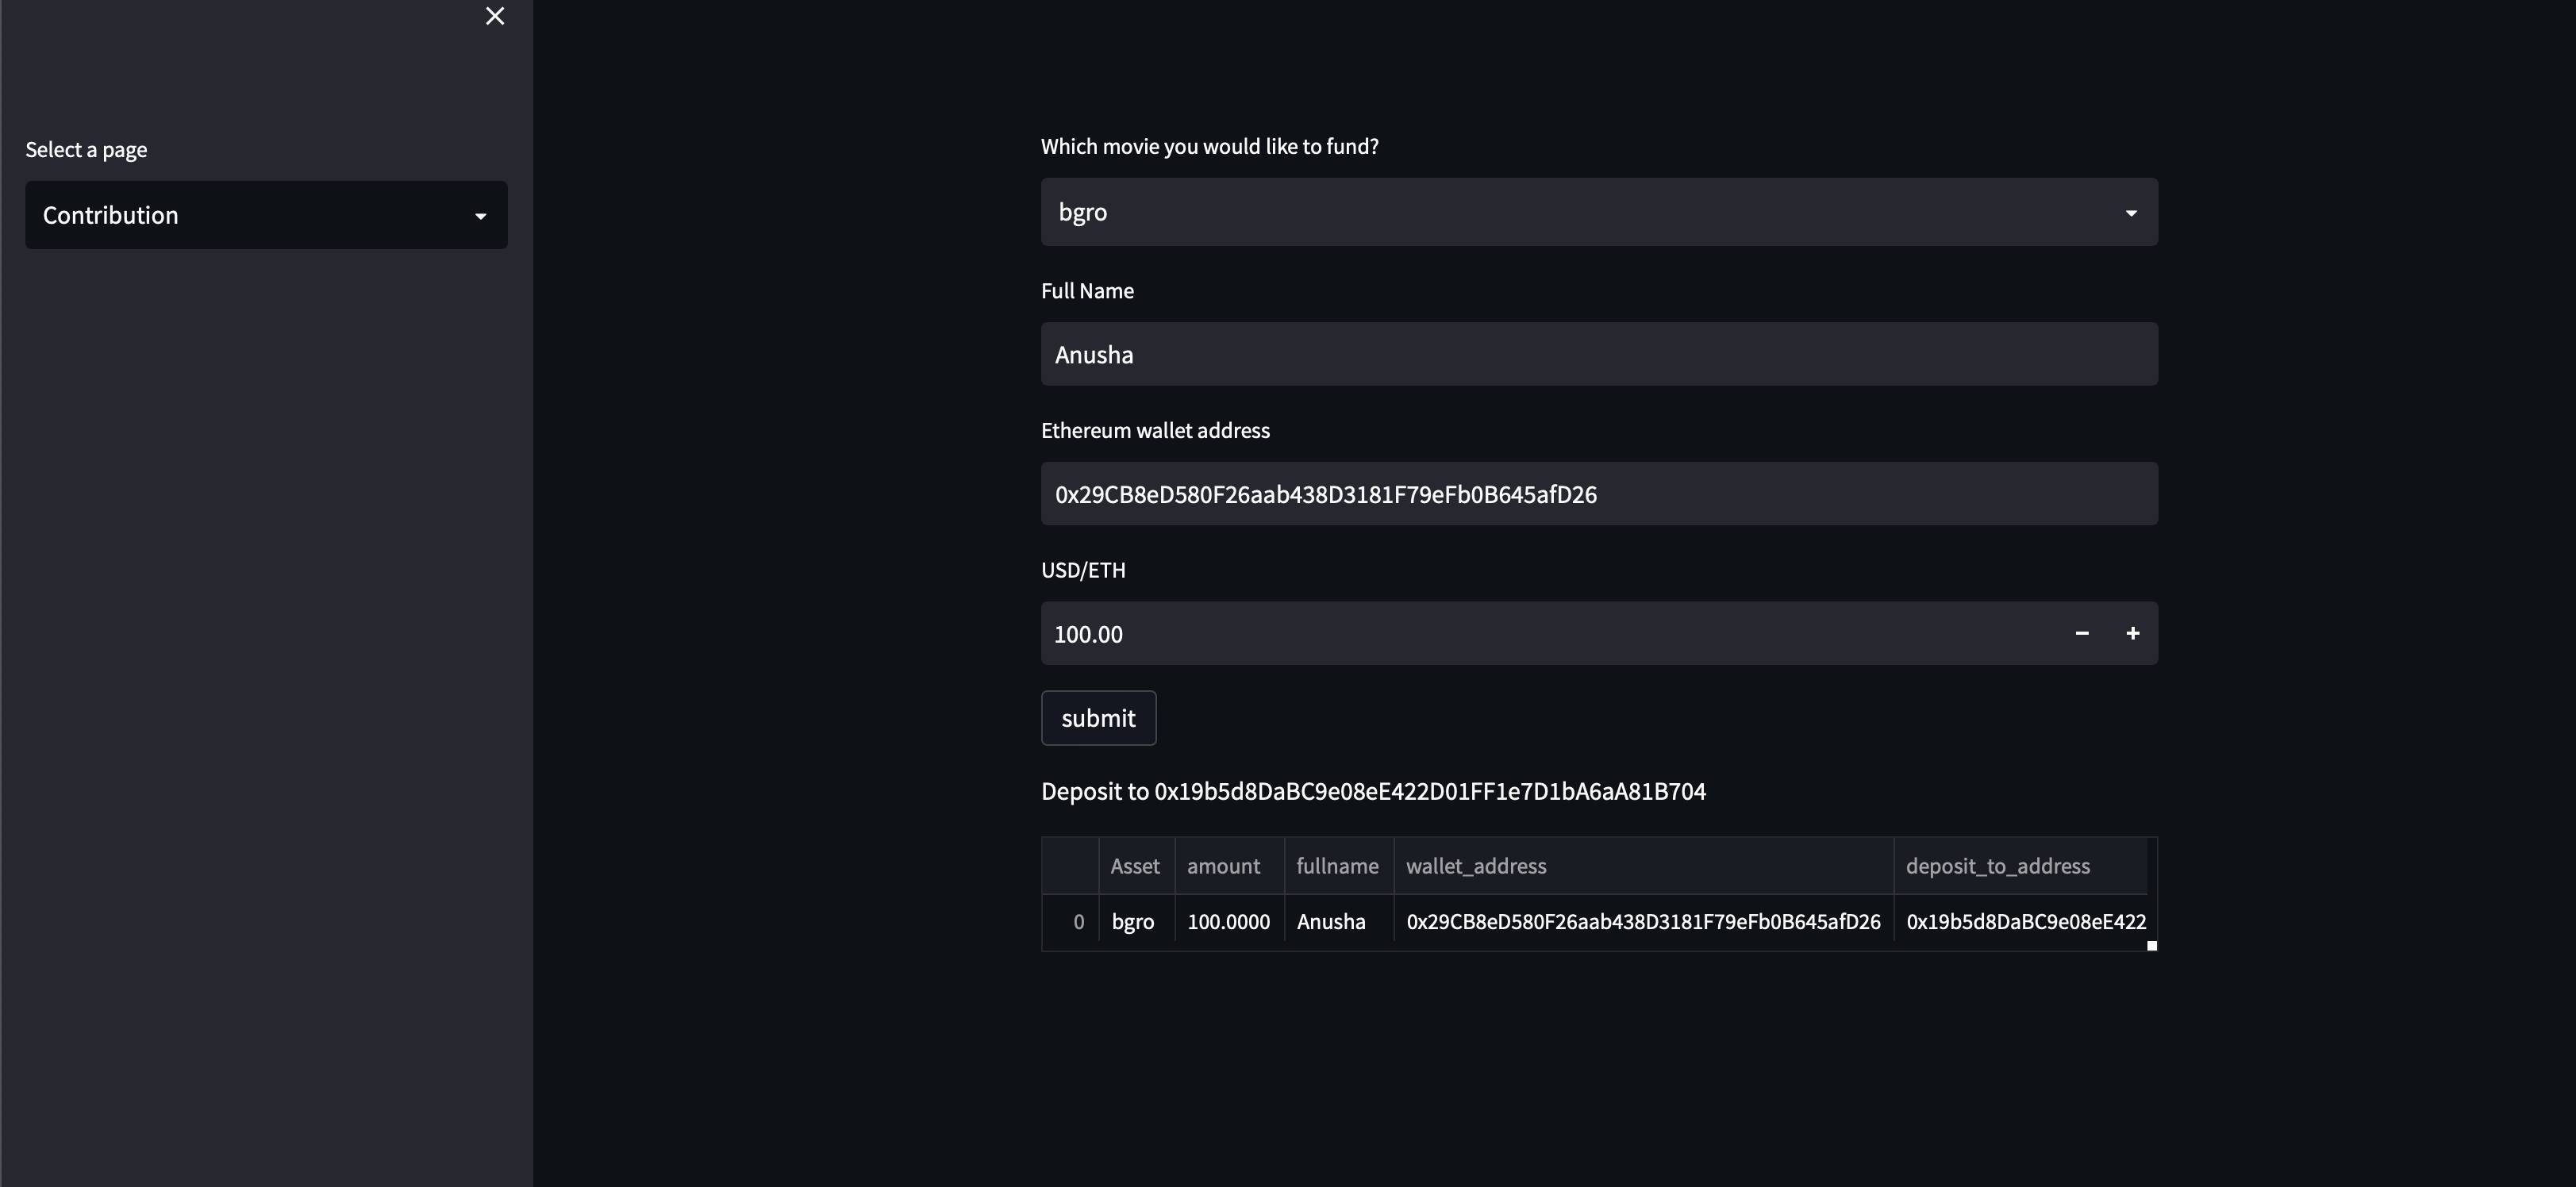 Select a page
Contribution
Which movie you would like to fund?
bgro
Full Name
Anusha
Ethereum wallet address
0x29CB8eD580F26aab438D3181F79eFb0B645afD26
USD/ETH
100.00
submit
Deposit to 0x19b5d8DaBC9e08eE422D01FF1e7D1bA6aA81B704
Asset amount fullname wallet_address deposit_to_address
0 bgro 100.0000 Anusha 0x29CB8eD580F26aab438D3181F79eFb0B645afD26 0x19b5d8DaBC9e08eE422